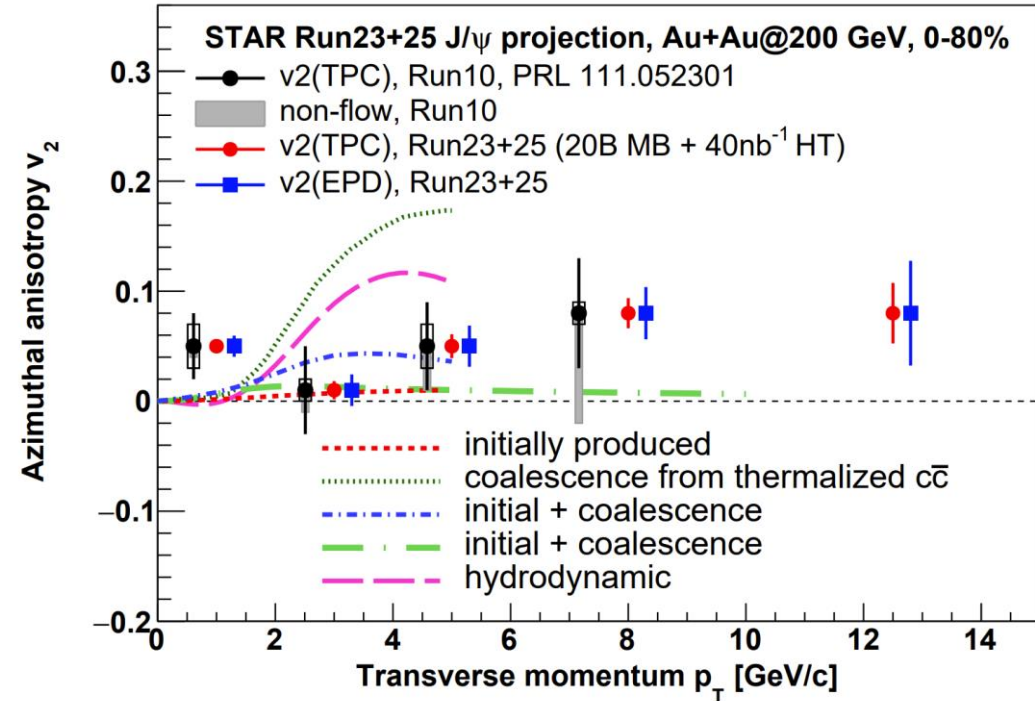 STAR Run23+25 J/ψ projection, Au+Au@200 GeV, 0-80%
v2(TPC), Run10, PRL 111.052301
non-flow, Run10
v2(TPC), Run23+25 (20B MB + 40nb⁻¹ HT)
v2(EPD), Run23+25
Azimuthal anisotropy v₂
0.3
0.2
0.1
0
−0.1
−0.2
initially produced
coalescence from thermalized cc̅
initial + coalescence
initial + coalescence
hydrodynamic
0 2 4 6 8 10 12 14
Transverse momentum p_T [GeV/c]